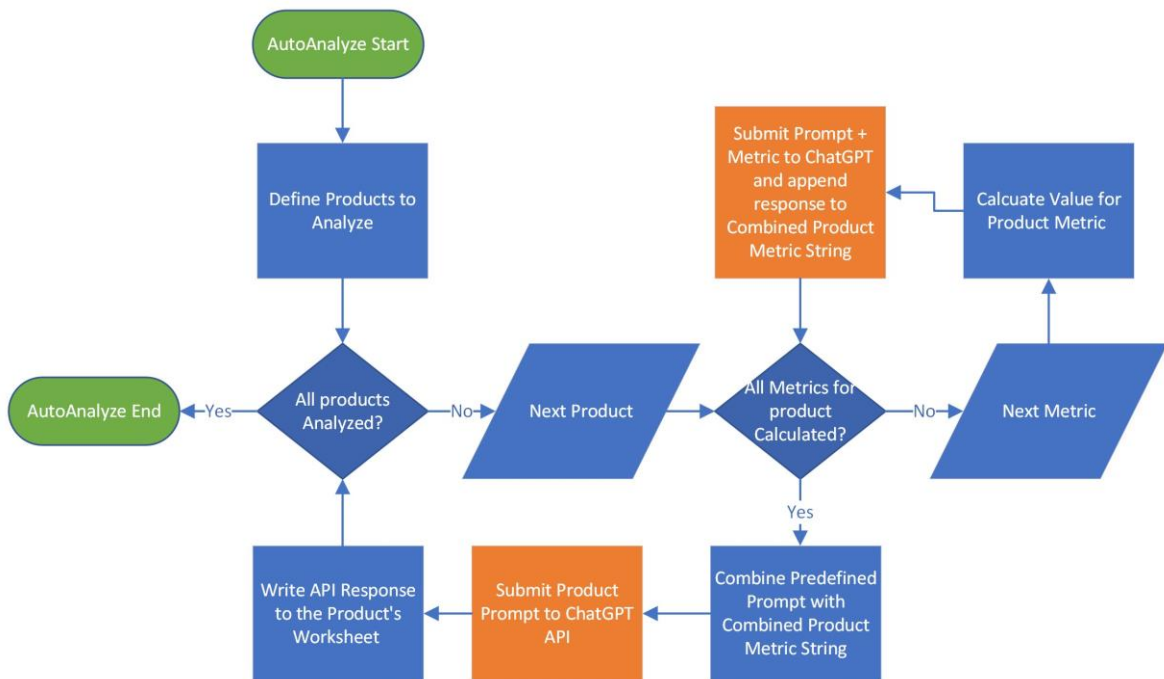 AutoAnalyze Start
Define Products to
Analyze
Submit Prompt +
Metric to ChatGPT
and append
response to
Combined Product
Metric String
Calcuate Value for
Product Metric
AutoAnalyze End
Yes
All products
Analyzed?
No
Next Product
All Metrics for
product
Calculated?
No
Next Metric
Yes
Write API Response
to the Product's
Worksheet
Submit Product
Prompt to ChatGPT
API
Combine Predefined
Prompt with
Combined Product
Metric String